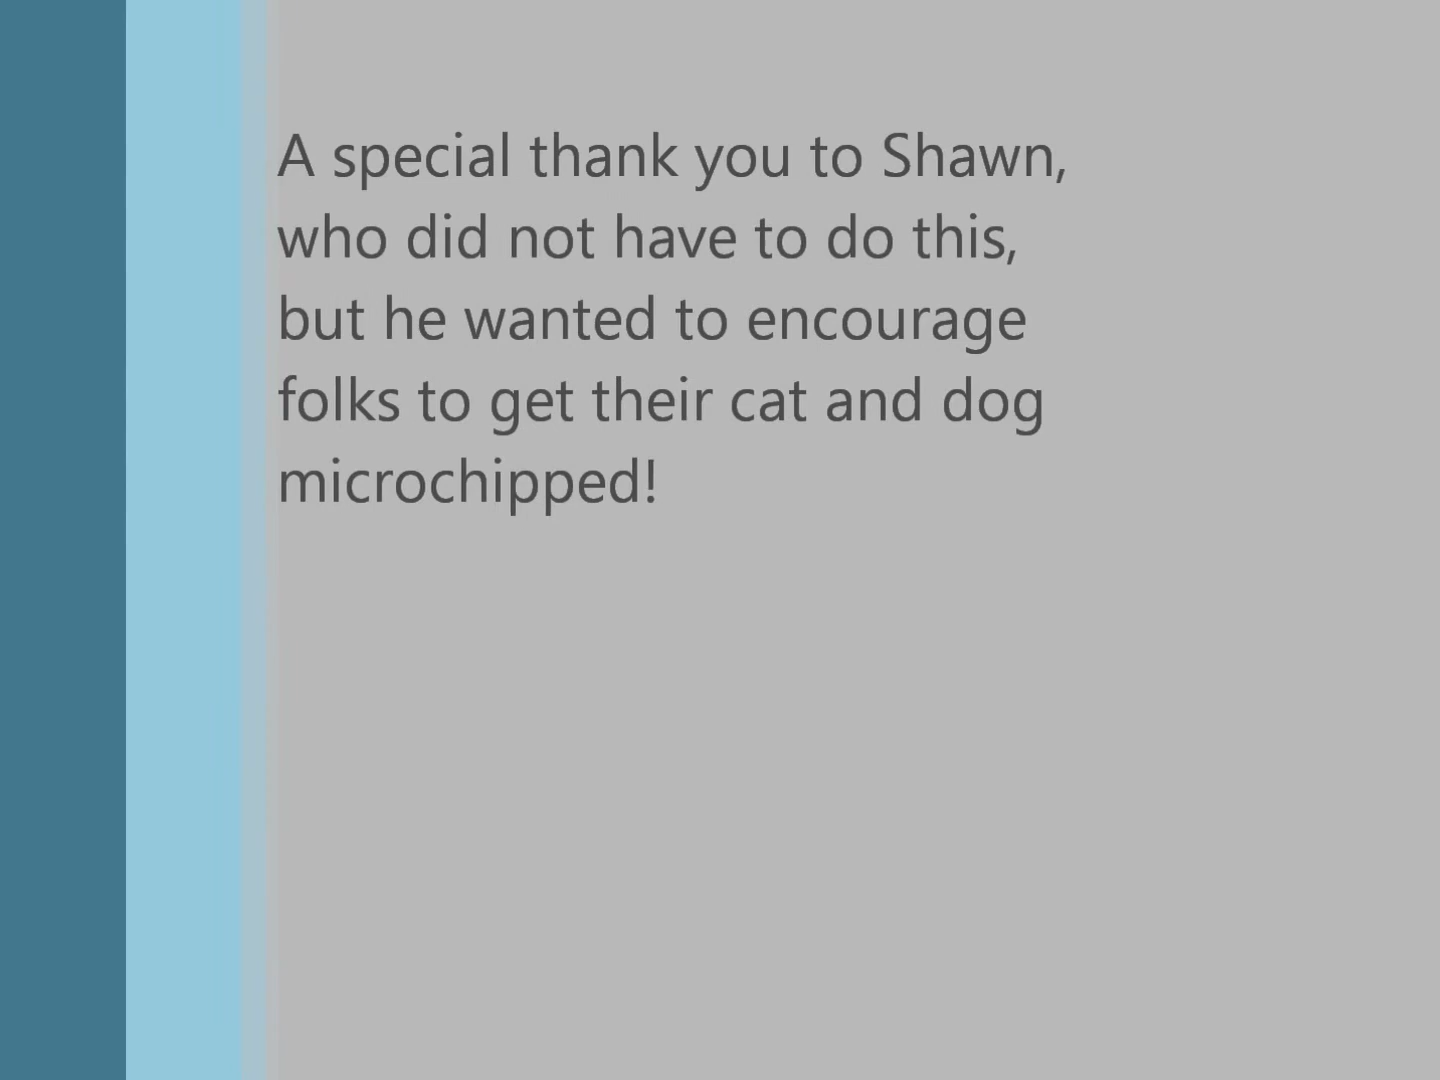 A special thank you to Shawn,
who did not have to do this,
but he wanted to encourage
folks to get their cat and dog
microchipped!